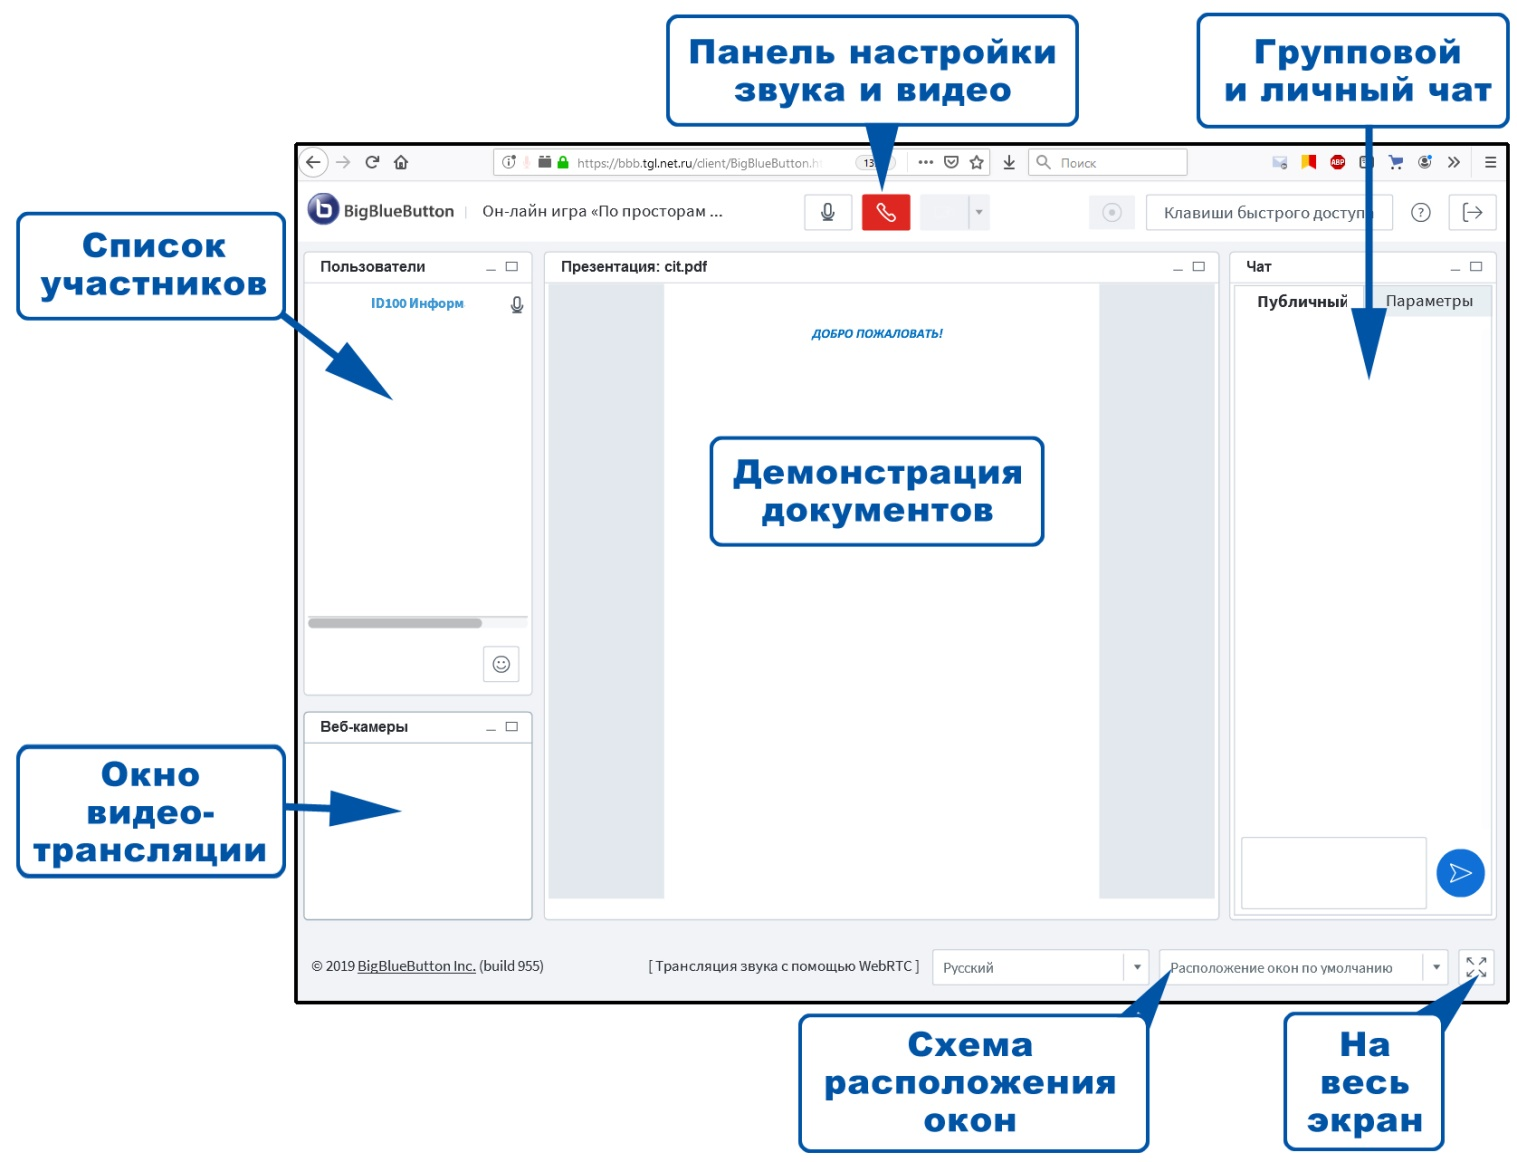 Панель настройки
звука и видео
Групповой
и личный чат
https://bbb.tgl.net.ru/client/BigBlueButton.h
Поиск
BigBlueButton
Он-лайн игра «По просторам ...
Клавиши быстрого доступа
Список
участников
Пользователи
Презентация: cit.pdf
Чат
ID100 Информ
Публичный
Параметры
ДОБРО ПОЖАЛОВАТЬ!
Демонстрация
документов
Веб-камеры
Окно
видео-
трансляции
© 2019 BigBlueButton Inc. (build 955)
[ Трансляция звука с помощью WebRTC ]
Русский
Расположение окон по умолчанию
Схема
расположения
окон
На
весь
экран